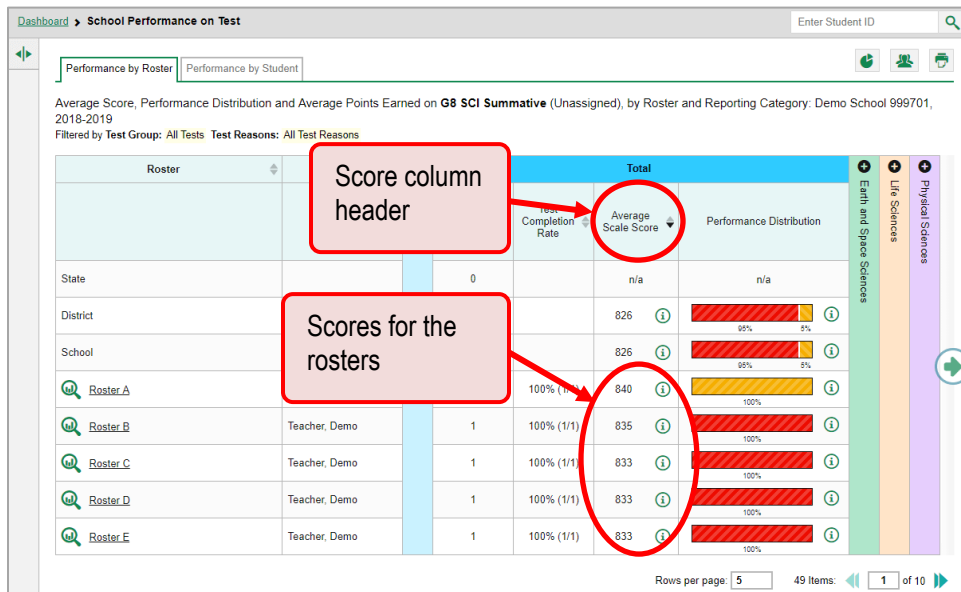 Dashboard › School Performance on Test
Enter Student ID
Performance by Roster
Performance by Student
Average Score, Performance Distribution and Average Points Earned on G8 SCI Summative (Unassigned), by Roster and Reporting Category: Demo School 999701,
2018-2019
Filtered by Test Group: All Tests Test Reasons: All Test Reasons
Roster
Total
Score column
header
Test
Completion
Rate
Average
Scale Score
Performance Distribution
Earth and Space Sciences
Life Sciences
Physical Sciences
State 0 n/a n/a
District 826
95% 5%
Scores for the
rosters
School 826
95% 5%
Roster A 100% (1/1) 840
100%
Roster B Teacher, Demo 1 100% (1/1) 835
100%
Roster C Teacher, Demo 1 100% (1/1) 833
100%
Roster D Teacher, Demo 1 100% (1/1) 833
100%
Roster E Teacher, Demo 1 100% (1/1) 833
100%
Rows per page: 5 49 Items: 1 of 10